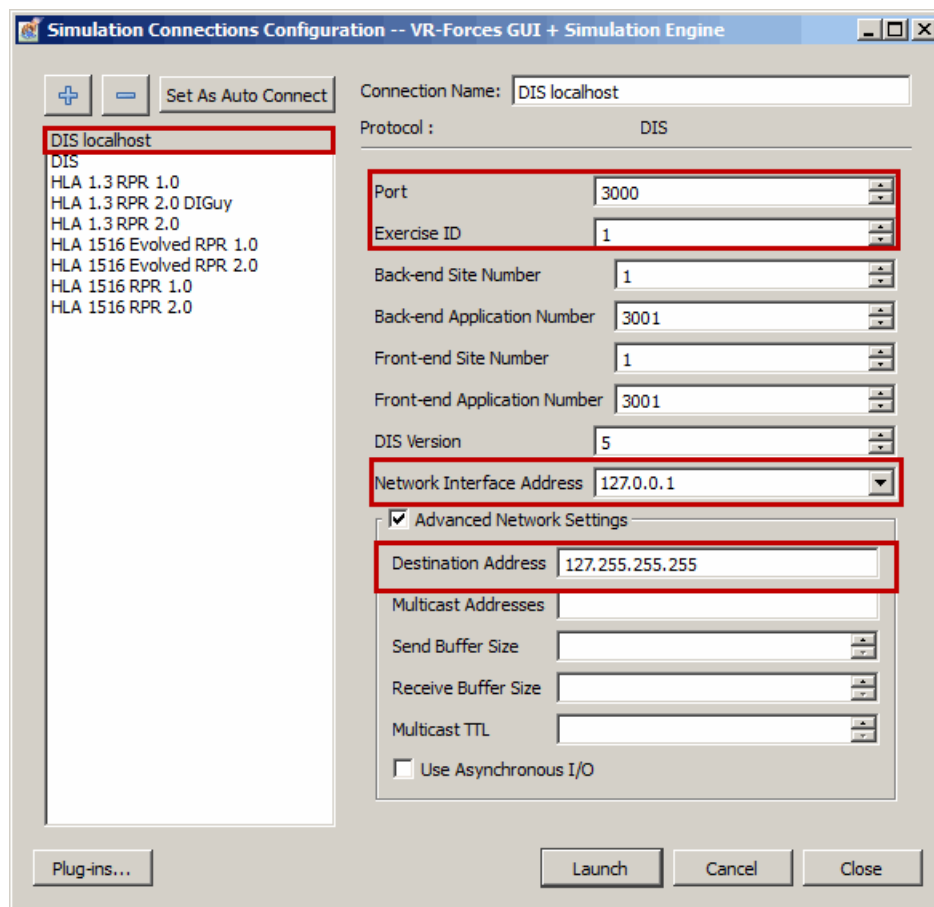 Simulation Connections Configuration -- VR-Forces GUI + Simulation Engine
Set As Auto Connect
DIS localhost
DIS
HLA 1.3 RPR 1.0
HLA 1.3 RPR 2.0 DIGuy
HLA 1.3 RPR 2.0
HLA 1516 Evolved RPR 1.0
HLA 1516 Evolved RPR 2.0
HLA 1516 RPR 1.0
HLA 1516 RPR 2.0
Connection Name: DIS localhost
Protocol : DIS
Port 3000
Exercise ID 1
Back-end Site Number 1
Back-end Application Number 3001
Front-end Site Number 1
Front-end Application Number 3001
DIS Version 5
Network Interface Address 127.0.0.1
Advanced Network Settings
Destination Address 127.255.255.255
Multicast Addresses
Send Buffer Size
Receive Buffer Size
Multicast TTL
Use Asynchronous I/O
Plug-ins... Launch Cancel Close